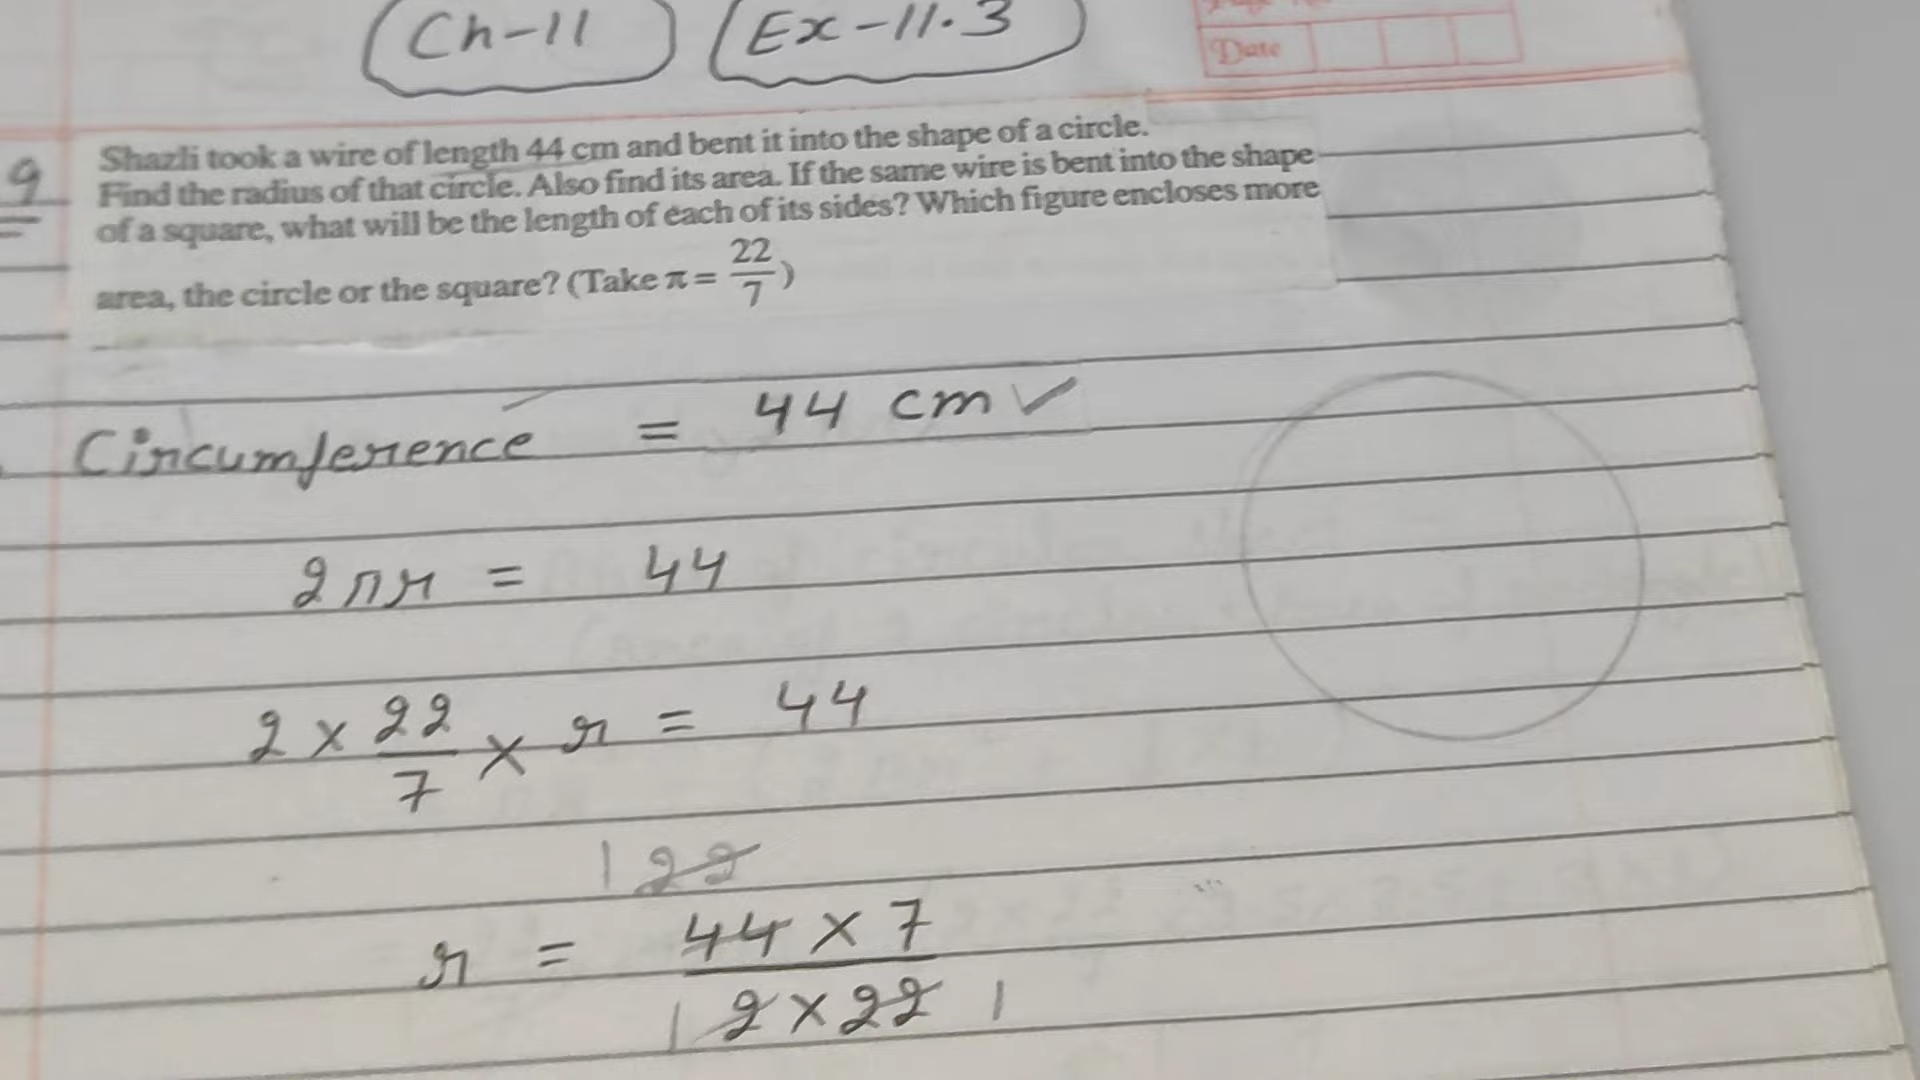 Ch-11 Ex-11.3
Date
9 Shazli took a wire of length 44 cm and bent it into the shape of a circle.
Find the radius of that circle. Also find its area. If the same wire is bent into the shape
of a square, what will be the length of each of its sides? Which figure encloses more
area, the circle or the square? (Take π = 22/7)
Circumference = 44 cm ✓
2πr = 44
2 × 22/7 × r = 44
1 22
r = 44 × 7
1 2 × 22 1